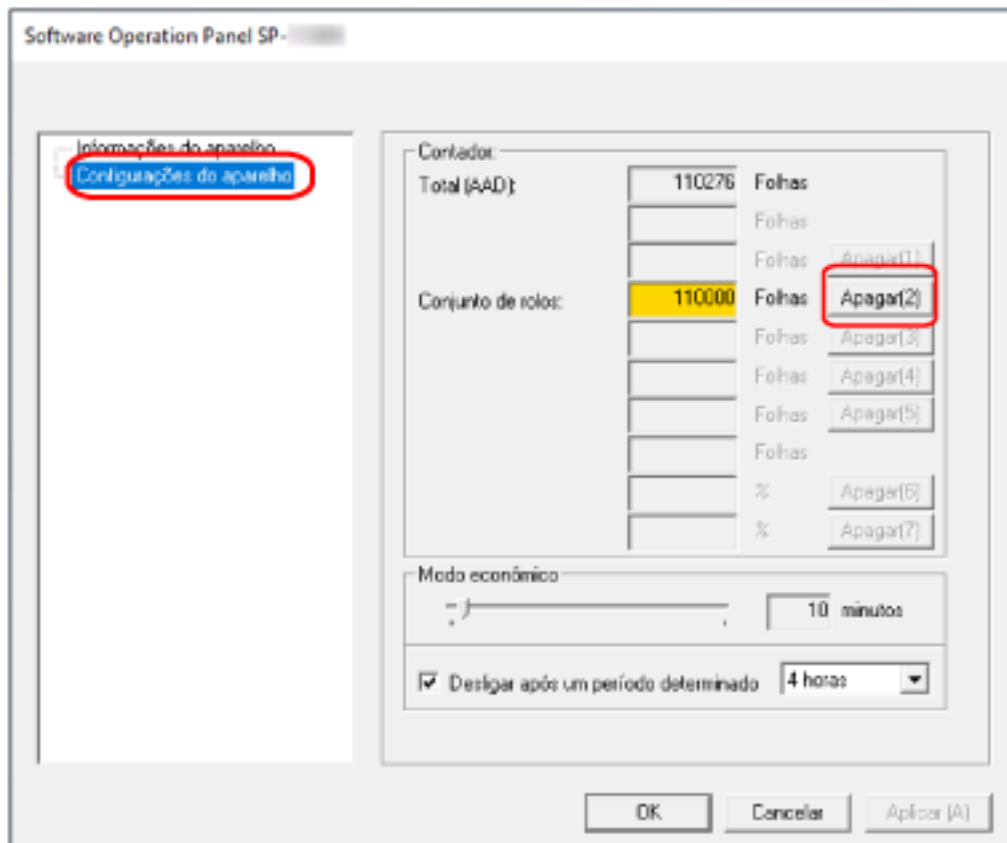 Software Operation Panel SP-
Informações do aparelho
Configurações do aparelho
Contador:
Total (AAD): 110276 Folhas
Folhas
Folhas Apagar(1)
Conjunto de rolos: 110000 Folhas Apagar(2)
Folhas Apagar(3)
Folhas Apagar(4)
Folhas Apagar(5)
Folhas
% Apagar(6)
% Apagar(7)
Modo econômico
10 minutos
Desligar após um período determinado 4 horas
OK Cancelar Aplicar (A)